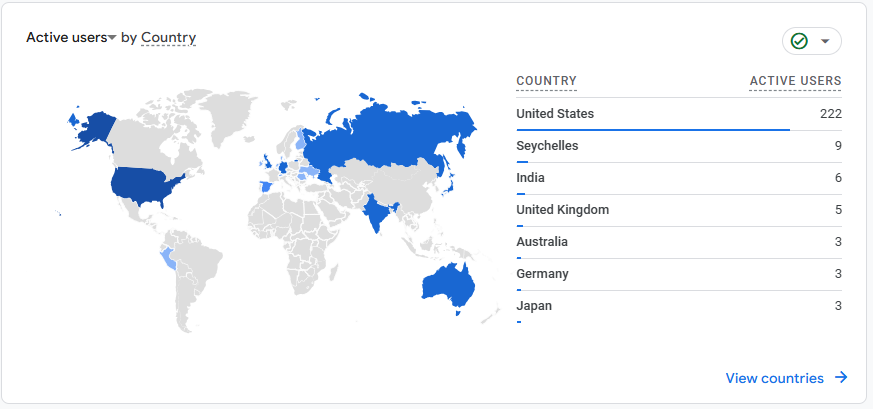 Active users by Country
COUNTRY ACTIVE USERS
United States 222
Seychelles 9
India 6
United Kingdom 5
Australia 3
Germany 3
Japan 3
View countries